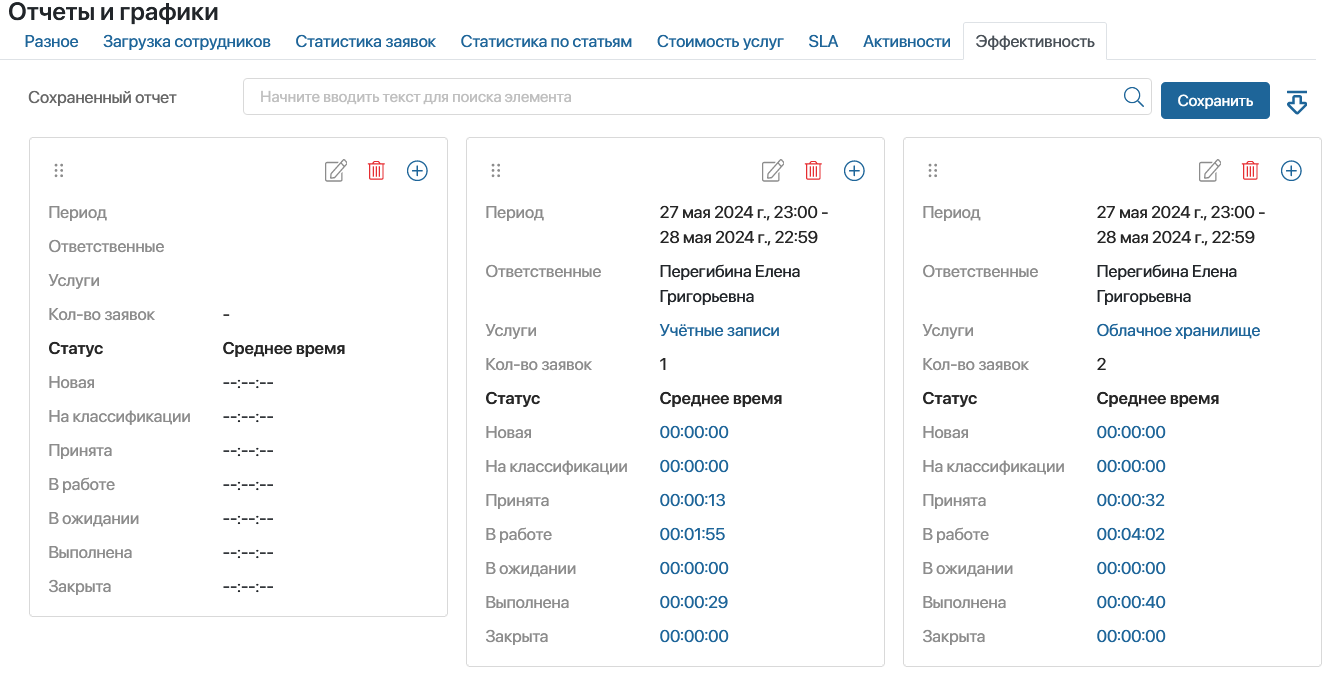 Отчеты и графики
Разное Загрузка сотрудников Статистика заявок Статистика по статьям Стоимость услуг SLA Активности Эффективность
Сохраненный отчет Начните вводить текст для поиска элемента Сохранить
Период
Ответственные
Услуги
Кол-во заявок -
Статус Среднее время
Новая --:--:--
На классификации --:--:--
Принята --:--:--
В работе --:--:--
В ожидании --:--:--
Выполнена --:--:--
Закрыта --:--:--
Период 27 мая 2024 г., 23:00 -
28 мая 2024 г., 22:59
Ответственные Перегибина Елена
Григорьевна
Услуги Учётные записи
Кол-во заявок 1
Статус Среднее время
Новая 00:00:00
На классификации 00:00:00
Принята 00:00:13
В работе 00:01:55
В ожидании 00:00:00
Выполнена 00:00:29
Закрыта 00:00:00
Период 27 мая 2024 г., 23:00 -
28 мая 2024 г., 22:59
Ответственные Перегибина Елена
Григорьевна
Услуги Облачное хранилище
Кол-во заявок 2
Статус Среднее время
Новая 00:00:00
На классификации 00:00:00
Принята 00:00:32
В работе 00:04:02
В ожидании 00:00:00
Выполнена 00:00:40
Закрыта 00:00:00